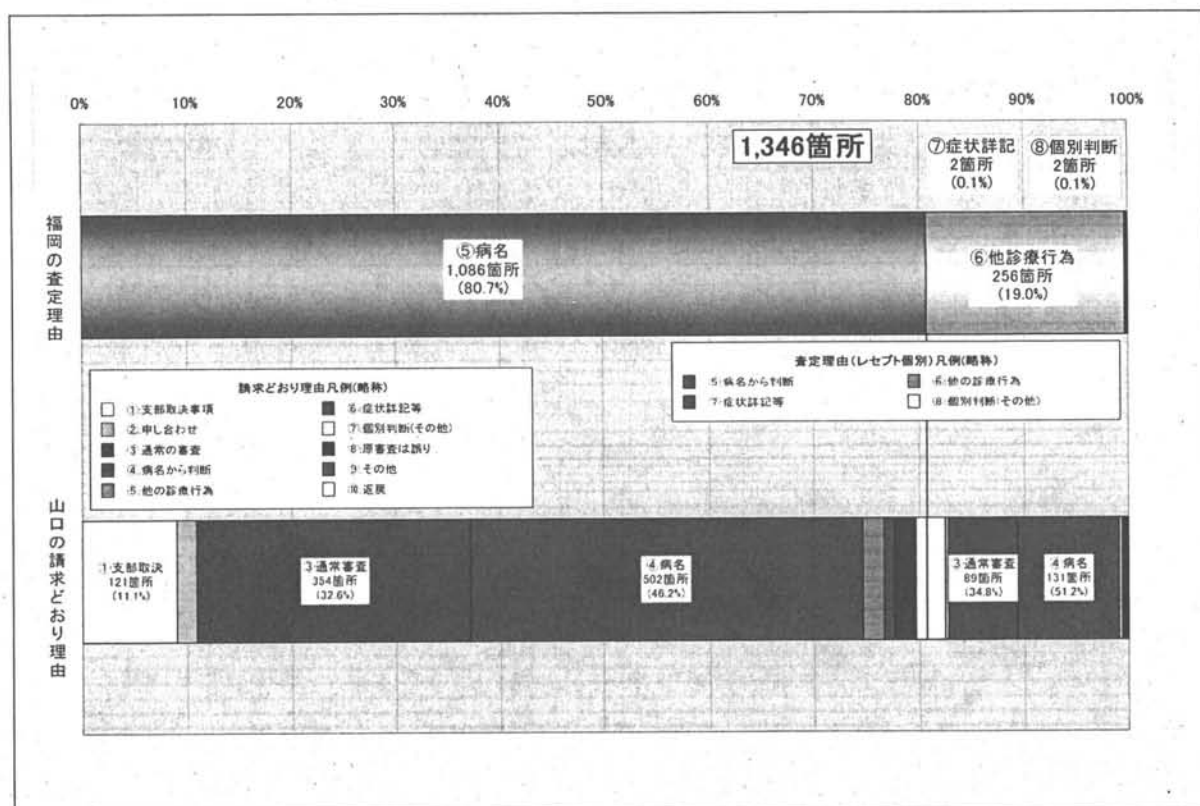 0% 10% 20% 30% 40% 50% 60% 70% 80% 90% 100%
1,346箇所
⑦症状詳記
2箇所
(0.1%)
⑧個別判断
2箇所
(0.1%)
福岡の査定理由
⑤病名
1,086箇所
(80.7%)
⑥他診療行為
256箇所
(19.0%)
請求どおり理由凡例(略称)
①:支部取決事項
②:申し合わせ
③:通常の審査
④:病名から判断
⑤:他の診療行為
⑥:症状詳記等
⑦:個別判断(その他)
⑧:原審査は誤り
⑨:その他
⑩:返戻
査定理由(レセプト個別)凡例(略称)
⑤:病名から判断
⑥:他の診療行為
⑦:症状詳記等
⑧:個別判断(その他)
山口の請求どおり理由
①:支部取決
121箇所
(11.1%)
③:通常審査
354箇所
(32.6%)
④:病名
502箇所
(46.2%)
③:通常審査
89箇所
(34.8%)
④:病名
131箇所
(51.2%)